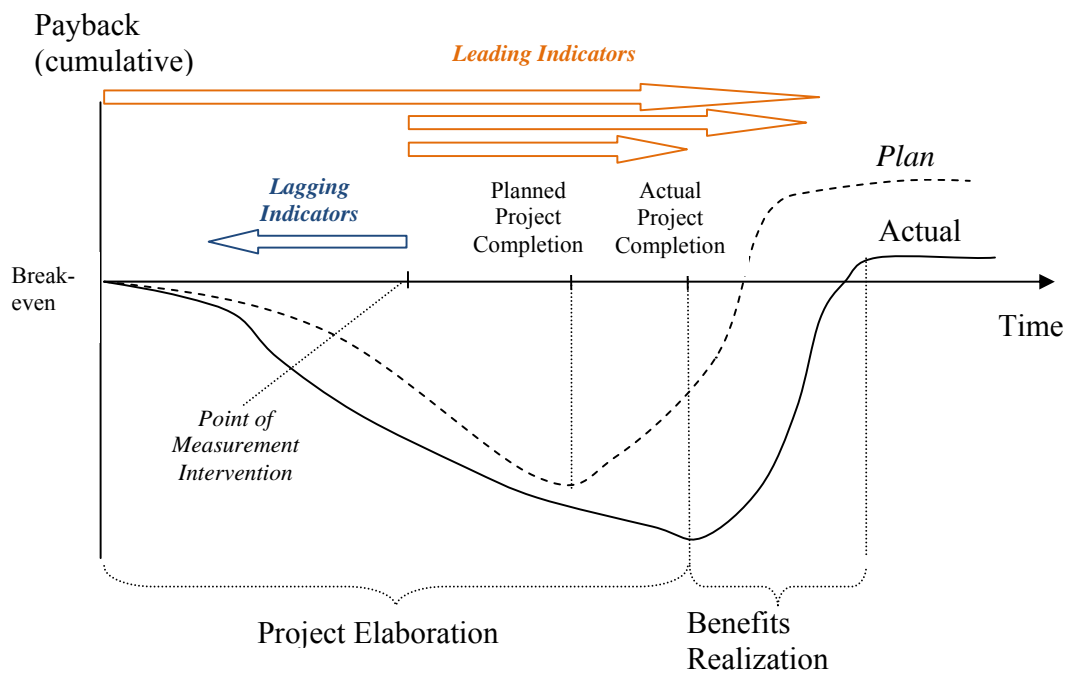 Payback
(cumulative)
Leading Indicators
Plan
Lagging
Indicators
Planned
Project
Completion
Actual
Project
Completion
Actual
Break-
even
Time
Point of
Measurement
Intervention
Project Elaboration
Benefits
Realization